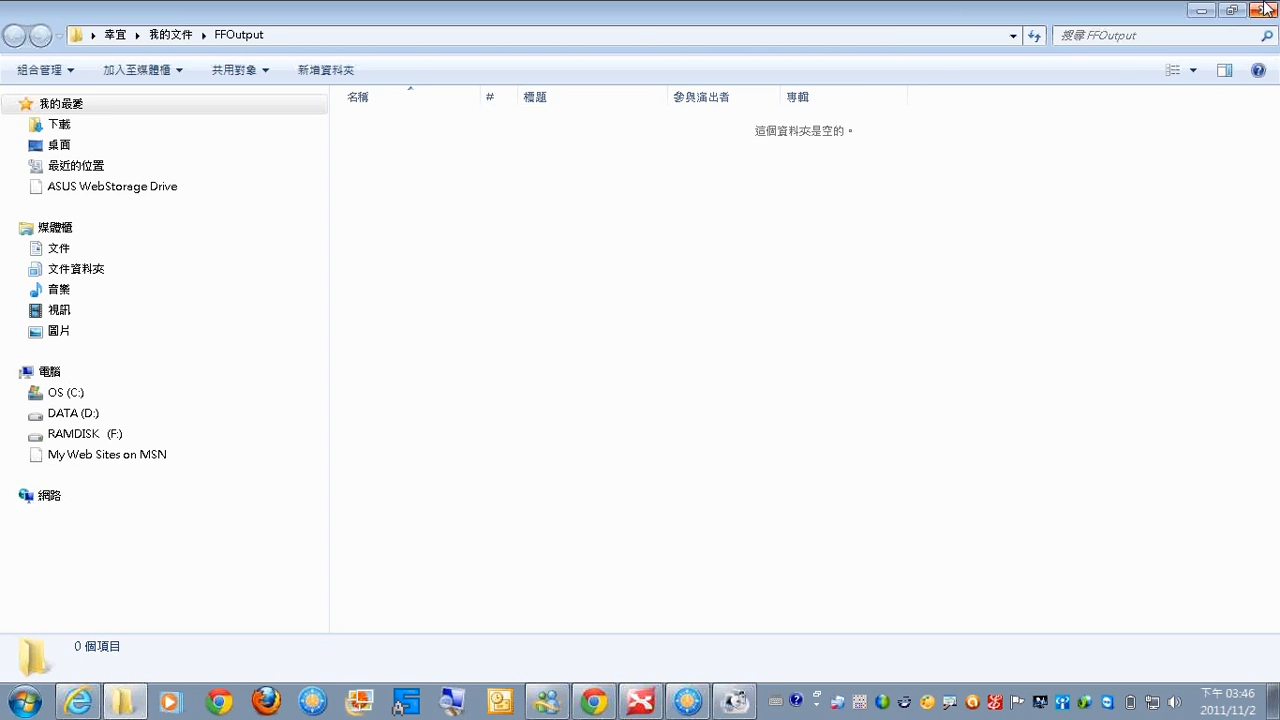 幸宜 ▸ 我的文件 ▸ FFOutput
搜尋 FFOutput
組合管理 加入至媒體櫃 共用對象 新增資料夾
名稱 # 標題 參與演出者 專輯
這個資料夾是空的。
我的最愛
下載
桌面
最近的位置
ASUS WebStorage Drive
媒體櫃
文件
文件資料夾
音樂
視訊
圖片
電腦
OS (C:)
DATA (D:)
RAMDISK (F:)
My Web Sites on MSN
網路
0 個項目
下午 03:46
2011/11/2